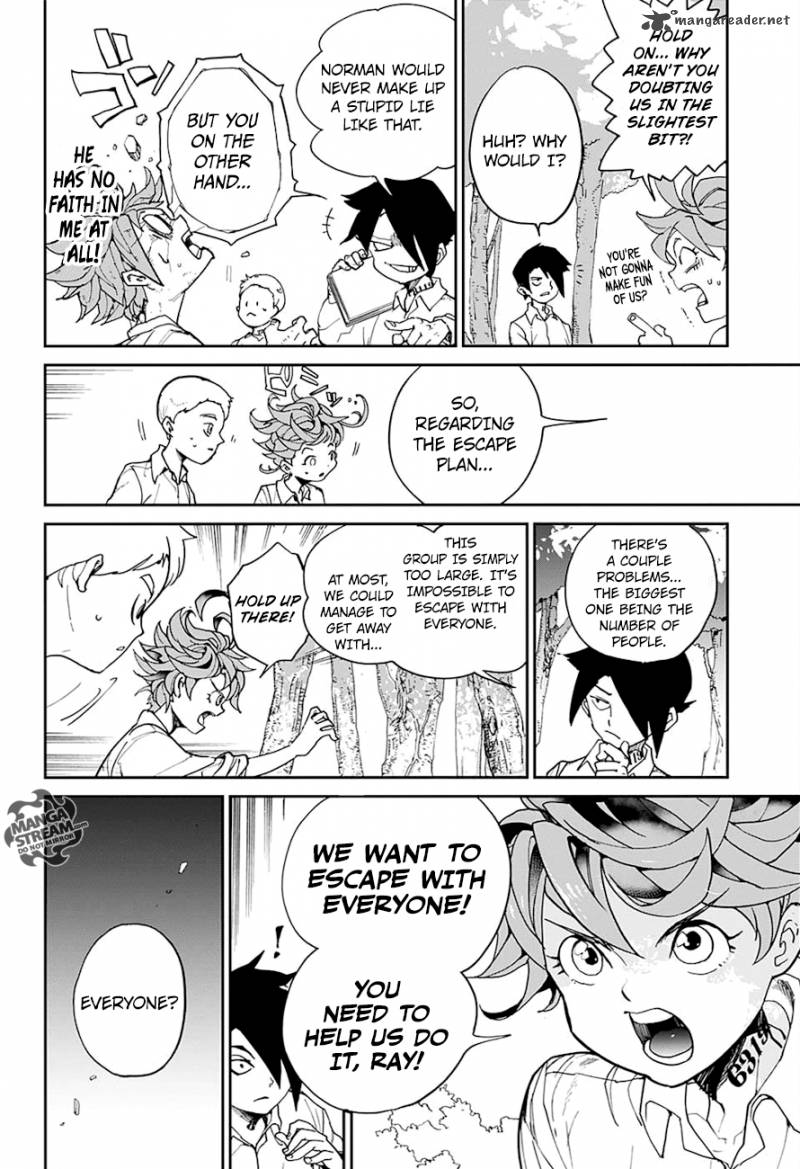 mangareader.net
HOLD
ON... WHY
AREN'T YOU
DOUBTING
US IN THE
SLIGHTEST
BIT?!
YOU'RE
NOT GONNA
MAKE FUN
OF US?
HUH? WHY
WOULD I?
NORMAN WOULD
NEVER MAKE UP
A STUPID LIE
LIKE THAT.
BUT YOU
ON THE
OTHER
HAND...
HE
HAS NO
FAITH IN
ME AT
ALL!
SO,
REGARDING
THE ESCAPE
PLAN...
THERE'S
A COUPLE
PROBLEMS...
THE BIGGEST
ONE BEING THE
NUMBER OF
PEOPLE.
THIS
GROUP IS SIMPLY
TOO LARGE. IT'S
IMPOSSIBLE TO
ESCAPE WITH
EVERYONE.
AT MOST,
WE COULD
MANAGE TO
GET AWAY
WITH...
HOLD UP
THERE!
WE WANT TO
ESCAPE WITH
EVERYONE!
YOU
NEED TO
HELP US DO
IT, RAY!
EVERYONE?
MANGA
STREAM.com
DO NOT MIRROR